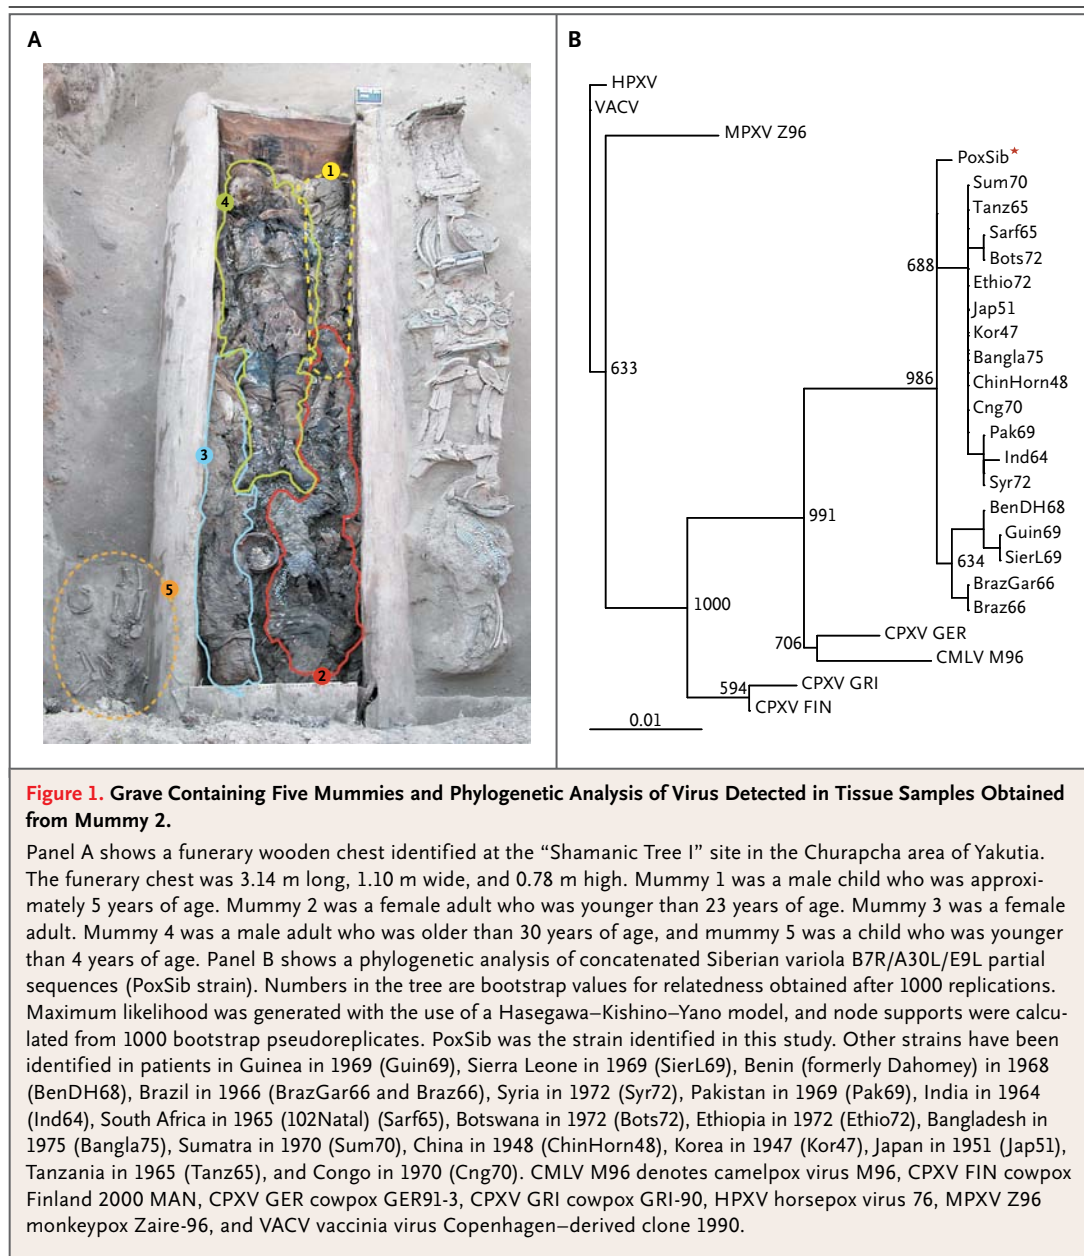 A
B
1
4
3
5
2
HPXV
VACV
MPXV Z96
PoxSib★
Sum70
Tanz65
Sarf65
Bots72
688
Ethio72
Jap51
Kor47
633
Bangla75
986
ChinHorn48
Cng70
Pak69
Ind64
Syr72
BenDH68
991
Guin69
SierL69
634
BrazGar66
1000
Braz66
CPXV GER
706
CMLV M96
CPXV GRI
594
CPXV FIN
0.01
Figure 1. Grave Containing Five Mummies and Phylogenetic Analysis of Virus Detected in Tissue Samples Obtained
from Mummy 2.
Panel A shows a funerary wooden chest identified at the “Shamanic Tree I” site in the Churapcha area of Yakutia.
The funerary chest was 3.14 m long, 1.10 m wide, and 0.78 m high. Mummy 1 was a male child who was approxi-
mately 5 years of age. Mummy 2 was a female adult who was younger than 23 years of age. Mummy 3 was a female
adult. Mummy 4 was a male adult who was older than 30 years of age, and mummy 5 was a child who was younger
than 4 years of age. Panel B shows a phylogenetic analysis of concatenated Siberian variola B7R/A30L/E9L partial
sequences (PoxSib strain). Numbers in the tree are bootstrap values for relatedness obtained after 1000 replications.
Maximum likelihood was generated with the use of a Hasegawa–Kishino–Yano model, and node supports were calcu-
lated from 1000 bootstrap pseudoreplicates. PoxSib was the strain identified in this study. Other strains have been
identified in patients in Guinea in 1969 (Guin69), Sierra Leone in 1969 (SierL69), Benin (formerly Dahomey) in 1968
(BenDH68), Brazil in 1966 (BrazGar66 and Braz66), Syria in 1972 (Syr72), Pakistan in 1969 (Pak69), India in 1964
(Ind64), South Africa in 1965 (102Natal) (Sarf65), Botswana in 1972 (Bots72), Ethiopia in 1972 (Ethio72), Bangladesh in
1975 (Bangla75), Sumatra in 1970 (Sum70), China in 1948 (ChinHorn48), Korea in 1947 (Kor47), Japan in 1951 (Jap51),
Tanzania in 1965 (Tanz65), and Congo in 1970 (Cng70). CMLV M96 denotes camelpox virus M96, CPXV FIN cowpox
Finland 2000 MAN, CPXV GER cowpox GER91-3, CPXV GRI cowpox GRI-90, HPXV horsepox virus 76, MPXV Z96
monkeypox Zaire-96, and VACV vaccinia virus Copenhagen–derived clone 1990.